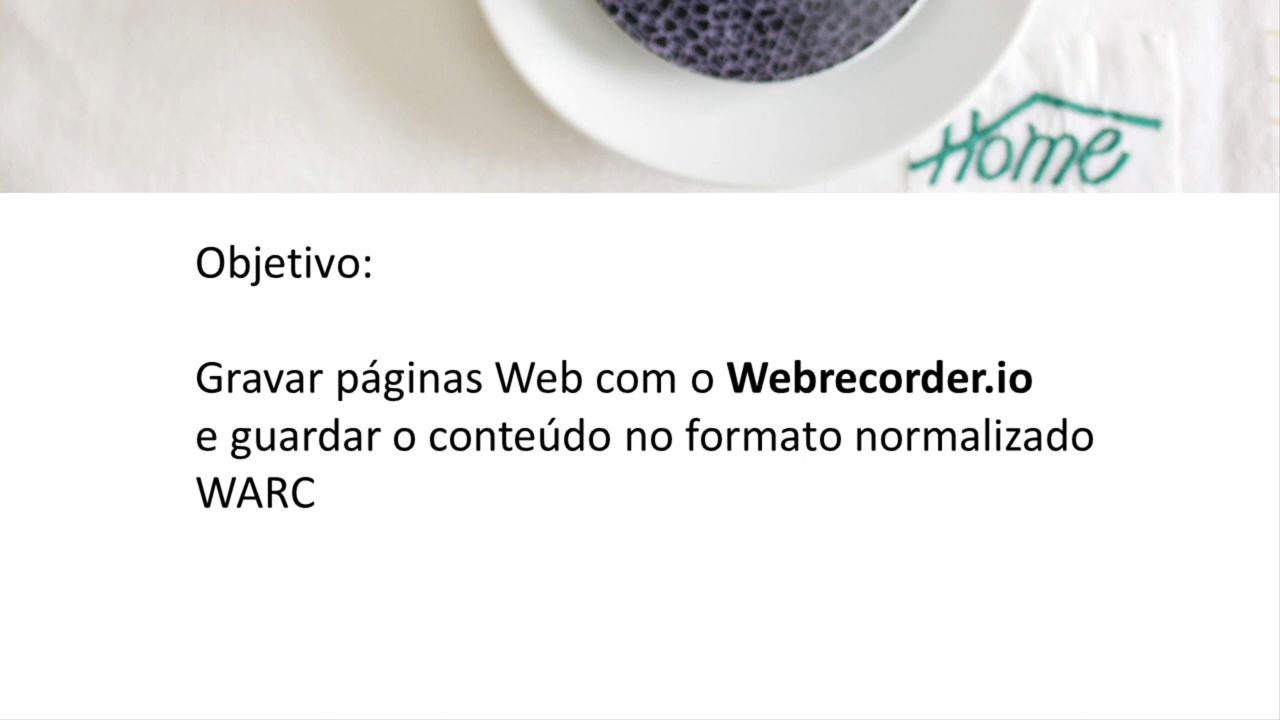 Home
Objetivo:
Gravar páginas Web com o Webrecorder.io
e guardar o conteúdo no formato normalizado
WARC